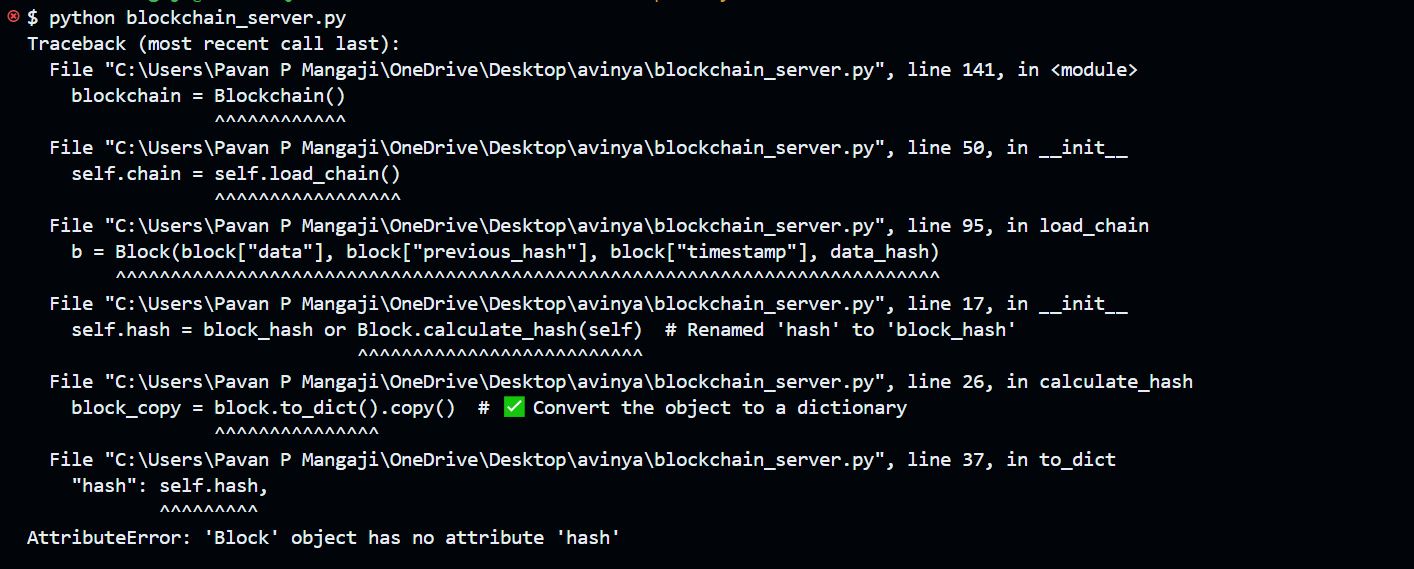 $ python blockchain_server.py
Traceback (most recent call last):
  File "C:\Users\Pavan P Mangaji\OneDrive\Desktop\avinya\blockchain_server.py", line 141, in <module>
    blockchain = Blockchain()
                 ^^^^^^^^^^^^
  File "C:\Users\Pavan P Mangaji\OneDrive\Desktop\avinya\blockchain_server.py", line 50, in __init__
    self.chain = self.load_chain()
                 ^^^^^^^^^^^^^^^^^
  File "C:\Users\Pavan P Mangaji\OneDrive\Desktop\avinya\blockchain_server.py", line 95, in load_chain
    b = Block(block["data"], block["previous_hash"], block["timestamp"], data_hash)
        ^^^^^^^^^^^^^^^^^^^^^^^^^^^^^^^^^^^^^^^^^^^^^^^^^^^^^^^^^^^^^^^^^^^^^^^^^^^
  File "C:\Users\Pavan P Mangaji\OneDrive\Desktop\avinya\blockchain_server.py", line 17, in __init__
    self.hash = block_hash or Block.calculate_hash(self)  # Renamed 'hash' to 'block_hash'
                              ^^^^^^^^^^^^^^^^^^^^^^^^^^
  File "C:\Users\Pavan P Mangaji\OneDrive\Desktop\avinya\blockchain_server.py", line 26, in calculate_hash
    block_copy = block.to_dict().copy()  # ✅ Convert the object to a dictionary
                 ^^^^^^^^^^^^^^^
  File "C:\Users\Pavan P Mangaji\OneDrive\Desktop\avinya\blockchain_server.py", line 37, in to_dict
    "hash": self.hash,
            ^^^^^^^^^
AttributeError: 'Block' object has no attribute 'hash'